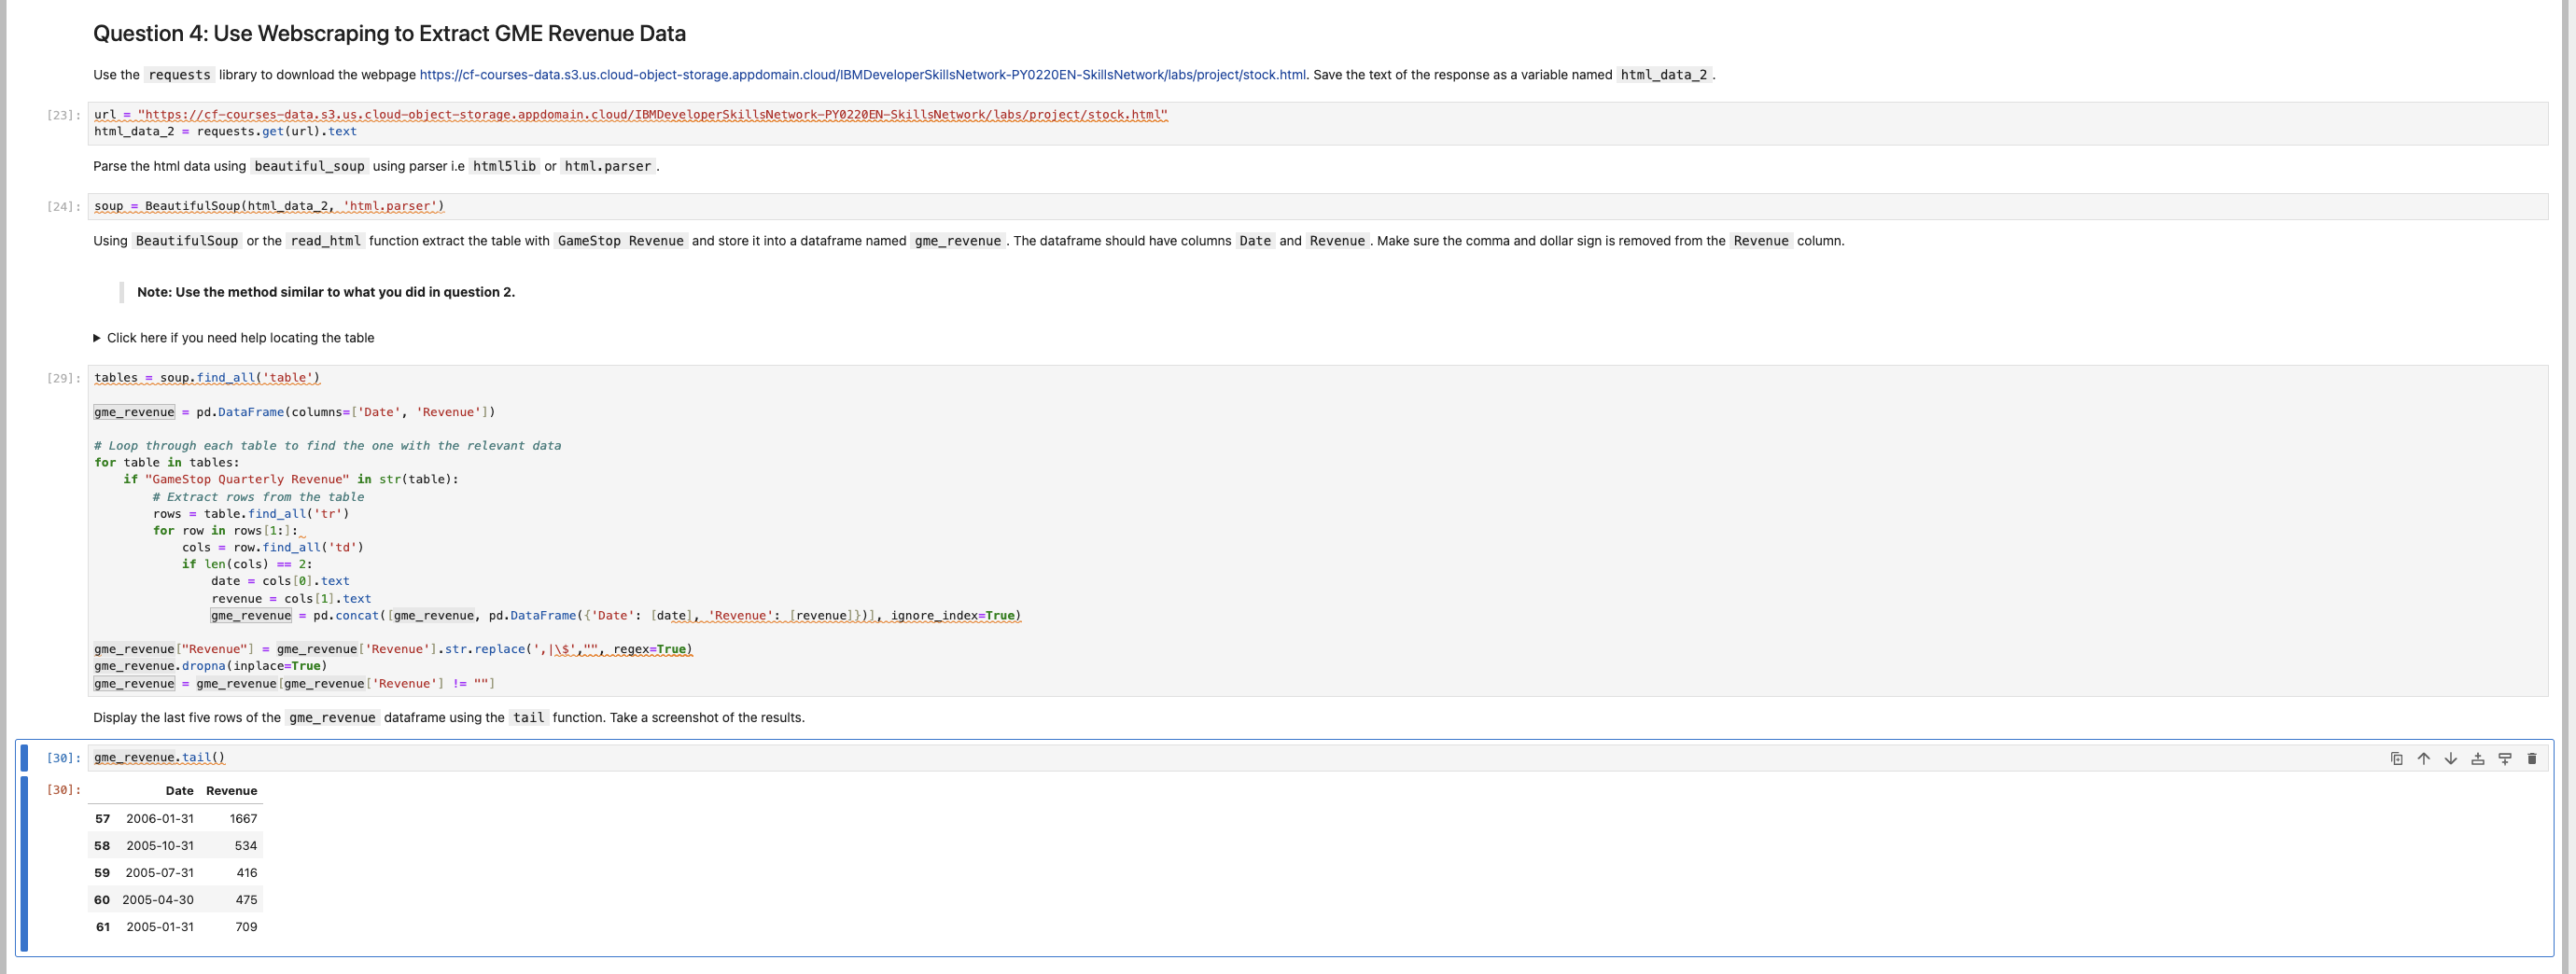 Question 4: Use Webscraping to Extract GME Revenue Data
Use the requests library to download the webpage https://cf-courses-data.s3.us.cloud-object-storage.appdomain.cloud/IBMDeveloperSkillsNetwork-PY0220EN-SkillsNetwork/labs/project/stock.html. Save the text of the response as a variable named html_data_2.
[23]: url = "https://cf-courses-data.s3.us.cloud-object-storage.appdomain.cloud/IBMDeveloperSkillsNetwork-PY0220EN-SkillsNetwork/labs/project/stock.html"
html_data_2 = requests.get(url).text
Parse the html data using beautiful_soup using parser i.e html5lib or html.parser.
[24]: soup = BeautifulSoup(html_data_2, 'html.parser')
Using BeautifulSoup or the read_html function extract the table with GameStop Revenue and store it into a dataframe named gme_revenue. The dataframe should have columns Date and Revenue. Make sure the comma and dollar sign is removed from the Revenue column.
Note: Use the method similar to what you did in question 2.
▶ Click here if you need help locating the table
[29]: tables = soup.find_all('table')
gme_revenue = pd.DataFrame(columns=['Date', 'Revenue'])
# Loop through each table to find the one with the relevant data
for table in tables:
    if "GameStop Quarterly Revenue" in str(table):
        # Extract rows from the table
        rows = table.find_all('tr')
        for row in rows[1:]:
            cols = row.find_all('td')
            if len(cols) == 2:
                date = cols[0].text
                revenue = cols[1].text
                gme_revenue = pd.concat([gme_revenue, pd.DataFrame({'Date': [date], 'Revenue': [revenue]})], ignore_index=True)
gme_revenue["Revenue"] = gme_revenue['Revenue'].str.replace(',|\$',"", regex=True)
gme_revenue.dropna(inplace=True)
gme_revenue = gme_revenue[gme_revenue['Revenue'] != ""]
Display the last five rows of the gme_revenue dataframe using the tail function. Take a screenshot of the results.
[30]: gme_revenue.tail()
[30]: Date Revenue
57 2006-01-31 1667
58 2005-10-31 534
59 2005-07-31 416
60 2005-04-30 475
61 2005-01-31 709